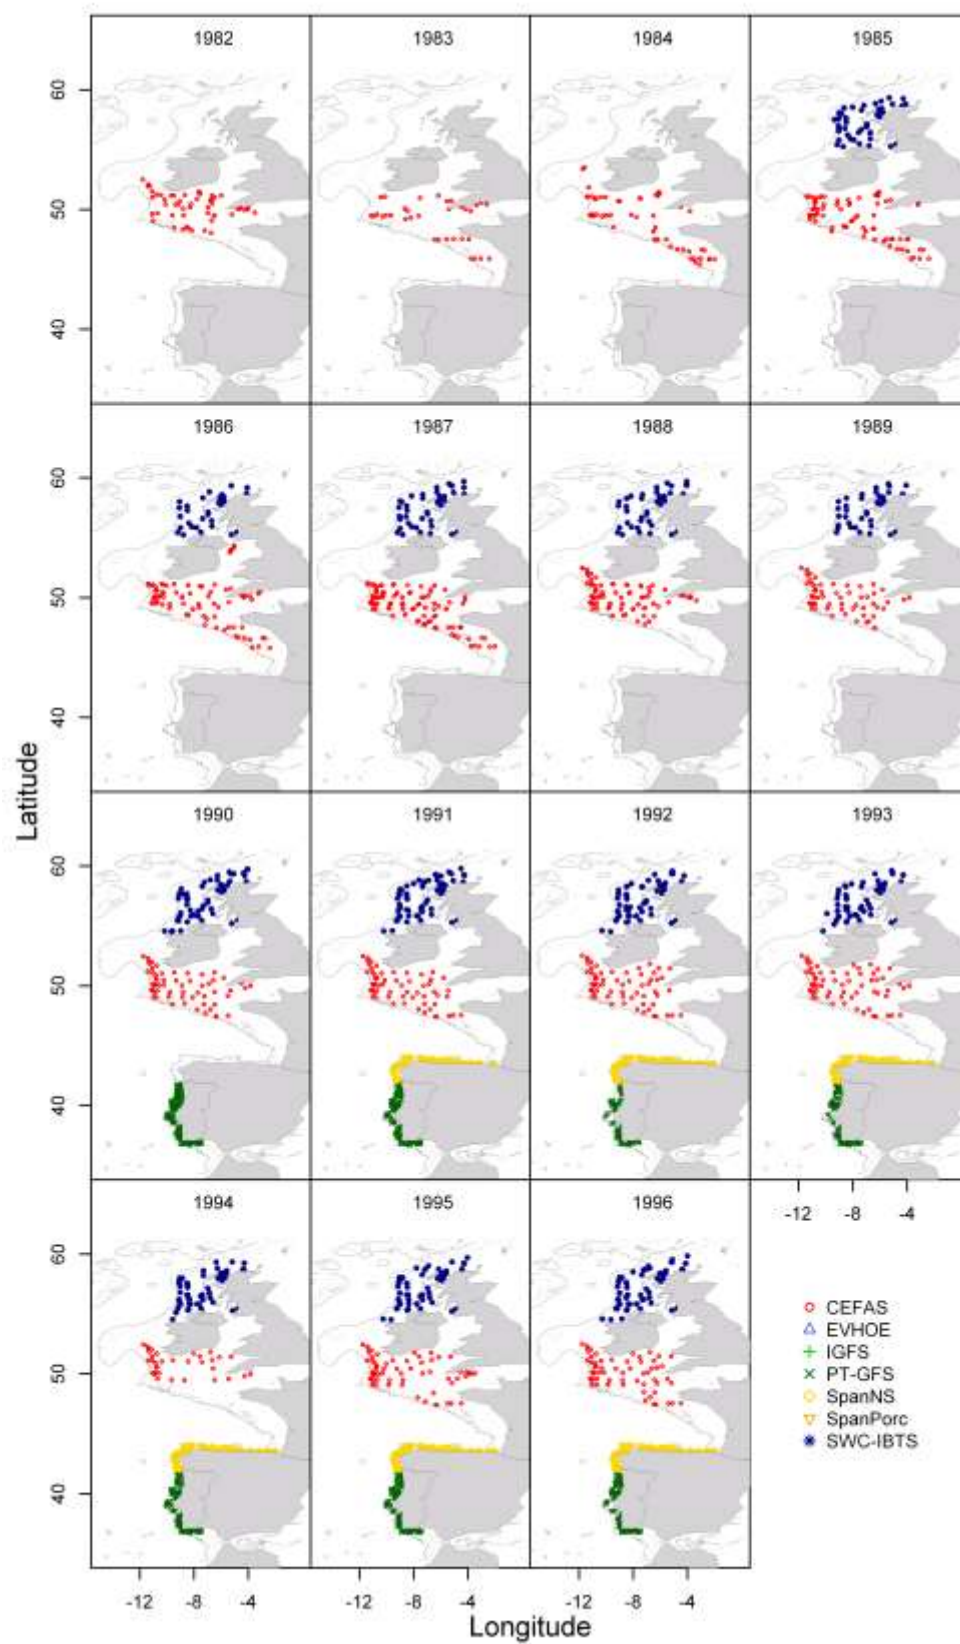 1982 1983 1984 1985
60
50
40
1986 1987 1988 1989
60
50
40
Latitude
1990 1991 1992 1993
60
50
40
-12 -8 -4
1994 1995 1996
60
50
40
CEFAS
EVHOE
IGFS
PT-GFS
SpanNS
SpanPorc
SWC-IBTS
-12 -8 -4 -12 -8 -4 -12 -8 -4
Longitude